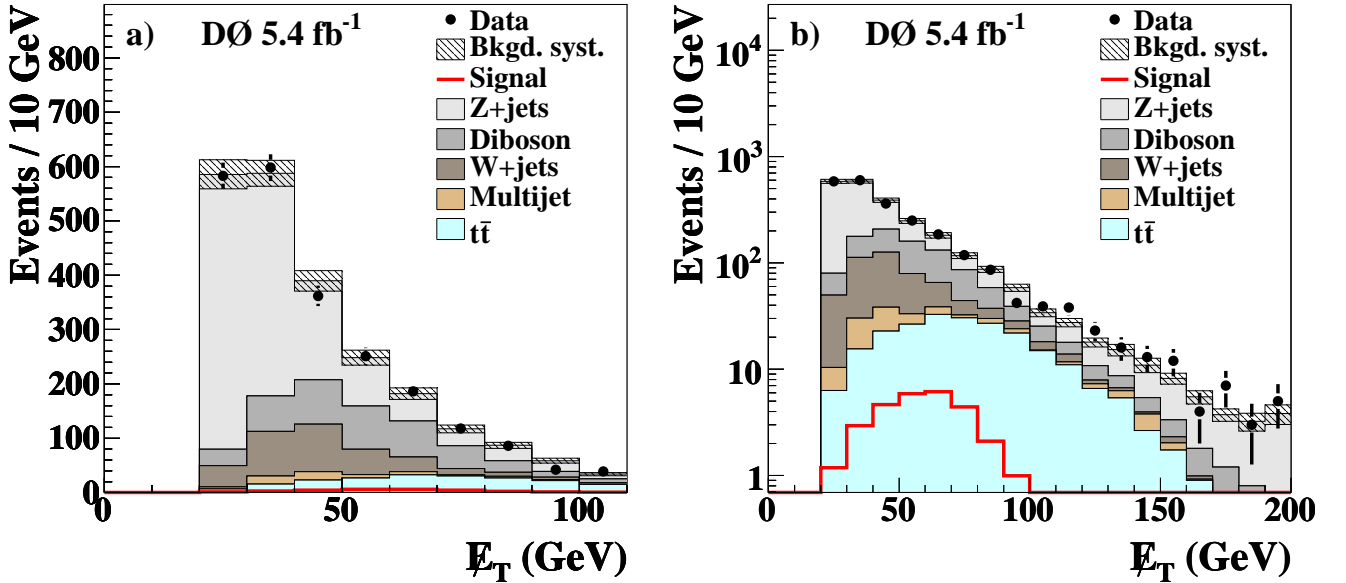 a) DØ 5.4 fb⁻¹
Data
Bkgd. syst.
Signal
Z+jets
Diboson
W+jets
Multijet
tt̄
Events / 10 GeV
800
700
600
500
400
300
200
100
0
0 50 100
E̸_T (GeV)
b) DØ 5.4 fb⁻¹
Data
Bkgd. syst.
Signal
Z+jets
Diboson
W+jets
Multijet
tt̄
Events / 10 GeV
10⁴
10³
10²
10
1
0 50 100 150 200
E̸_T (GeV)